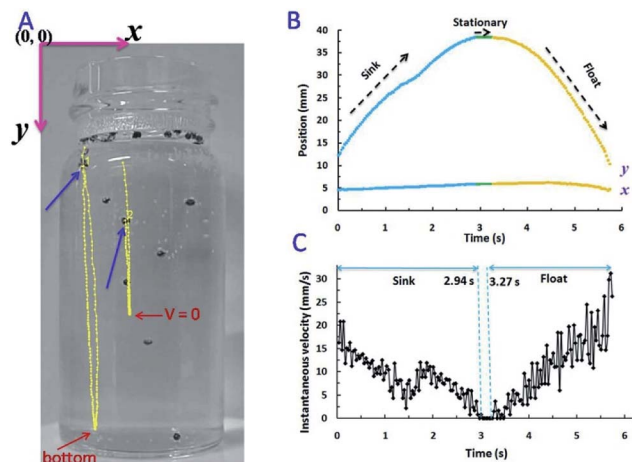 A
(0, 0)
x
y
V = 0
bottom
B
Position (mm)
40
35
30
25
20
15
10
5
0
Sink
Stationary
Float
y
x
0 1 2 3 4 5 6
Time (s)
C
Instantaneous velocity (mm/s)
30
25
20
15
10
5
0
Sink 2.94 s 3.27 s Float
0 1 2 3 4 5 6
Time (s)